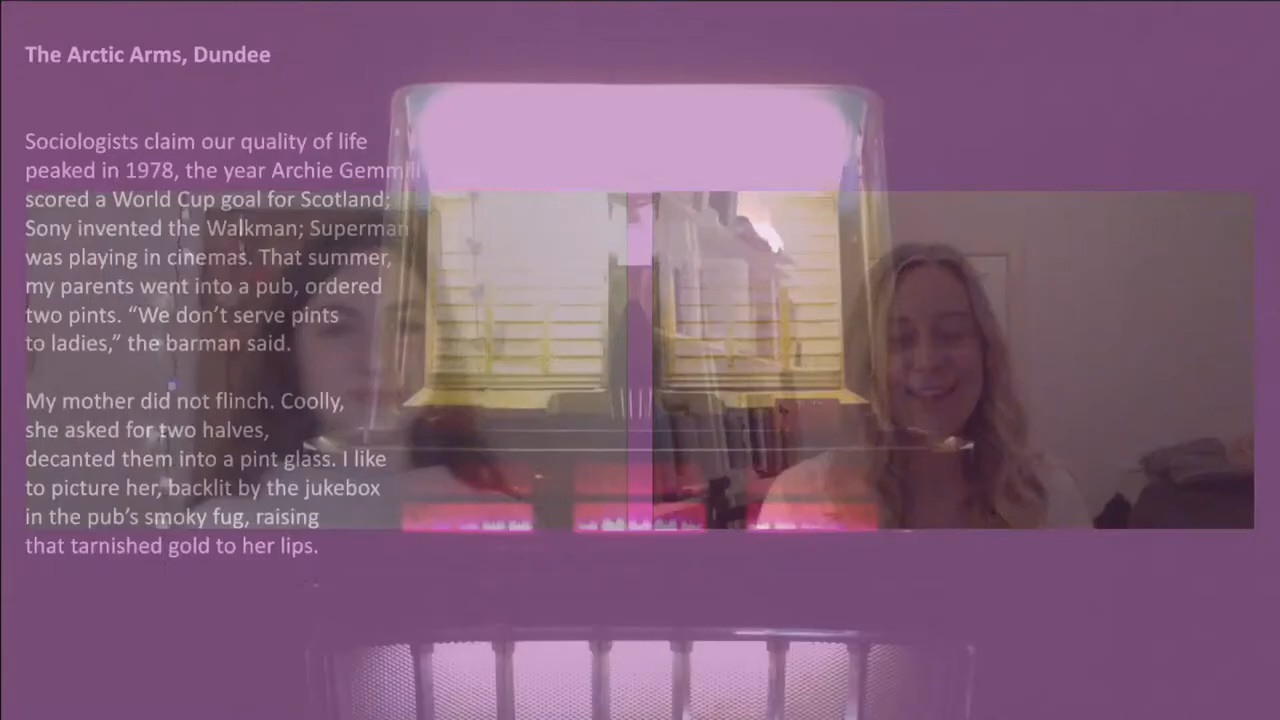 The Arctic Arms, Dundee
Sociologists claim our quality of life
peaked in 1978, the year Archie Gemmill
scored a World Cup goal for Scotland;
Sony invented the Walkman; Superman
was playing in cinemas. That summer,
my parents went into a pub, ordered
two pints. “We don’t serve pints
to ladies,” the barman said.
My mother did not flinch. Coolly,
she asked for two halves,
decanted them into a pint glass. I like
to picture her, backlit by the jukebox
in the pub’s smoky fug, raising
that tarnished gold to her lips.